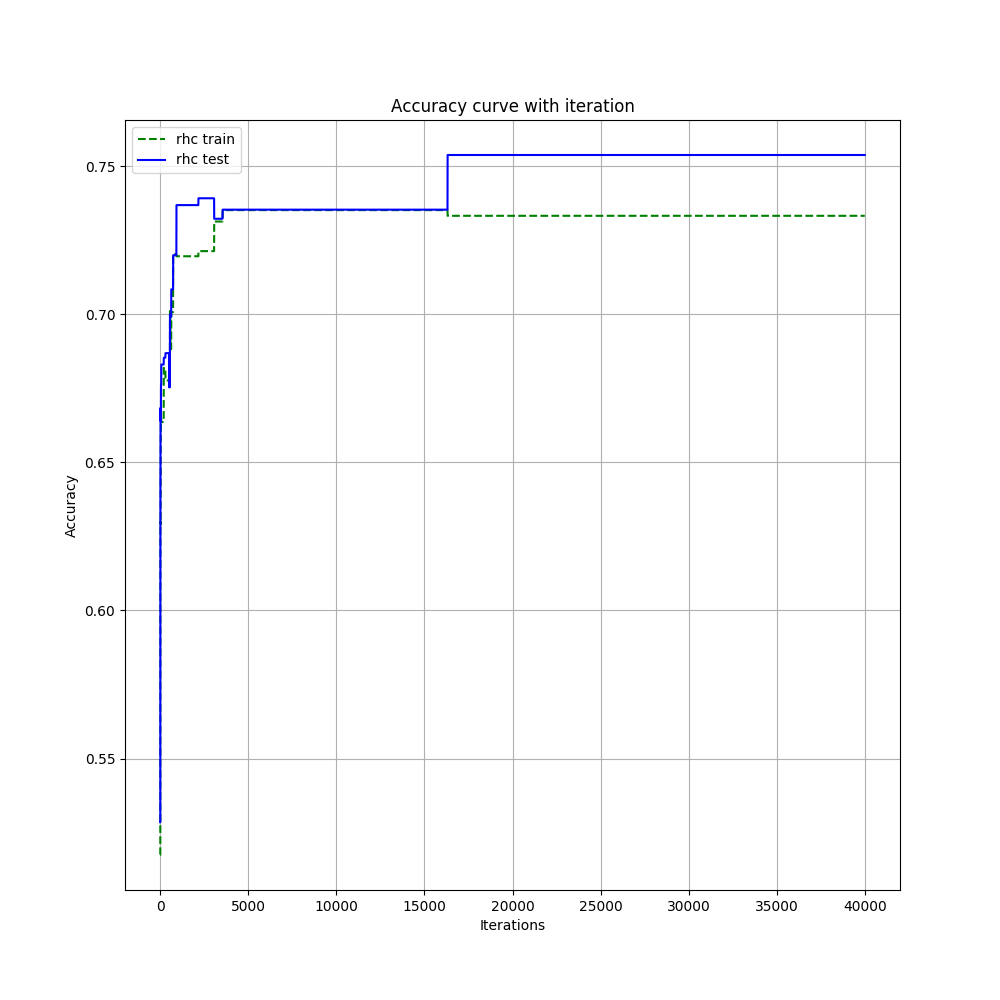 Accuracy curve with iteration
rhc train
rhc test
0.75
0.70
0.65
0.60
0.55
Accuracy
0 5000 10000 15000 20000 25000 30000 35000 40000
Iterations